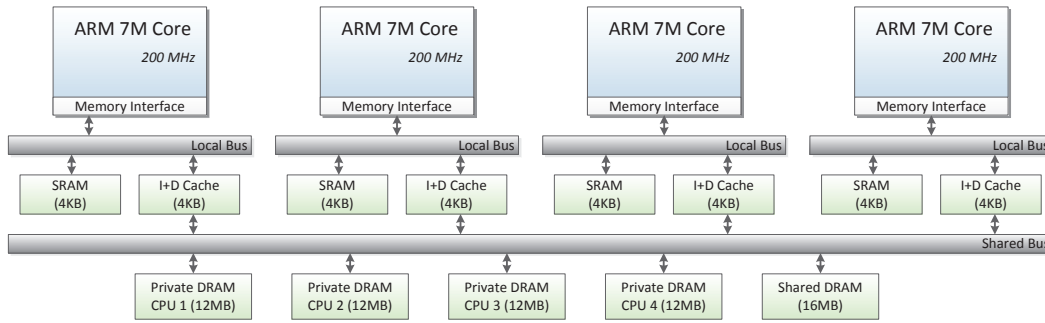 ARM 7M Core
200 MHz
Memory Interface
ARM 7M Core
200 MHz
Memory Interface
ARM 7M Core
200 MHz
Memory Interface
ARM 7M Core
200 MHz
Memory Interface
Local Bus
Local Bus
Local Bus
Local Bus
SRAM
(4KB)
I+D Cache
(4KB)
SRAM
(4KB)
I+D Cache
(4KB)
SRAM
(4KB)
I+D Cache
(4KB)
SRAM
(4KB)
I+D Cache
(4KB)
Shared Bus
Private DRAM
CPU 1 (12MB)
Private DRAM
CPU 2 (12MB)
Private DRAM
CPU 3 (12MB)
Private DRAM
CPU 4 (12MB)
Shared DRAM
(16MB)